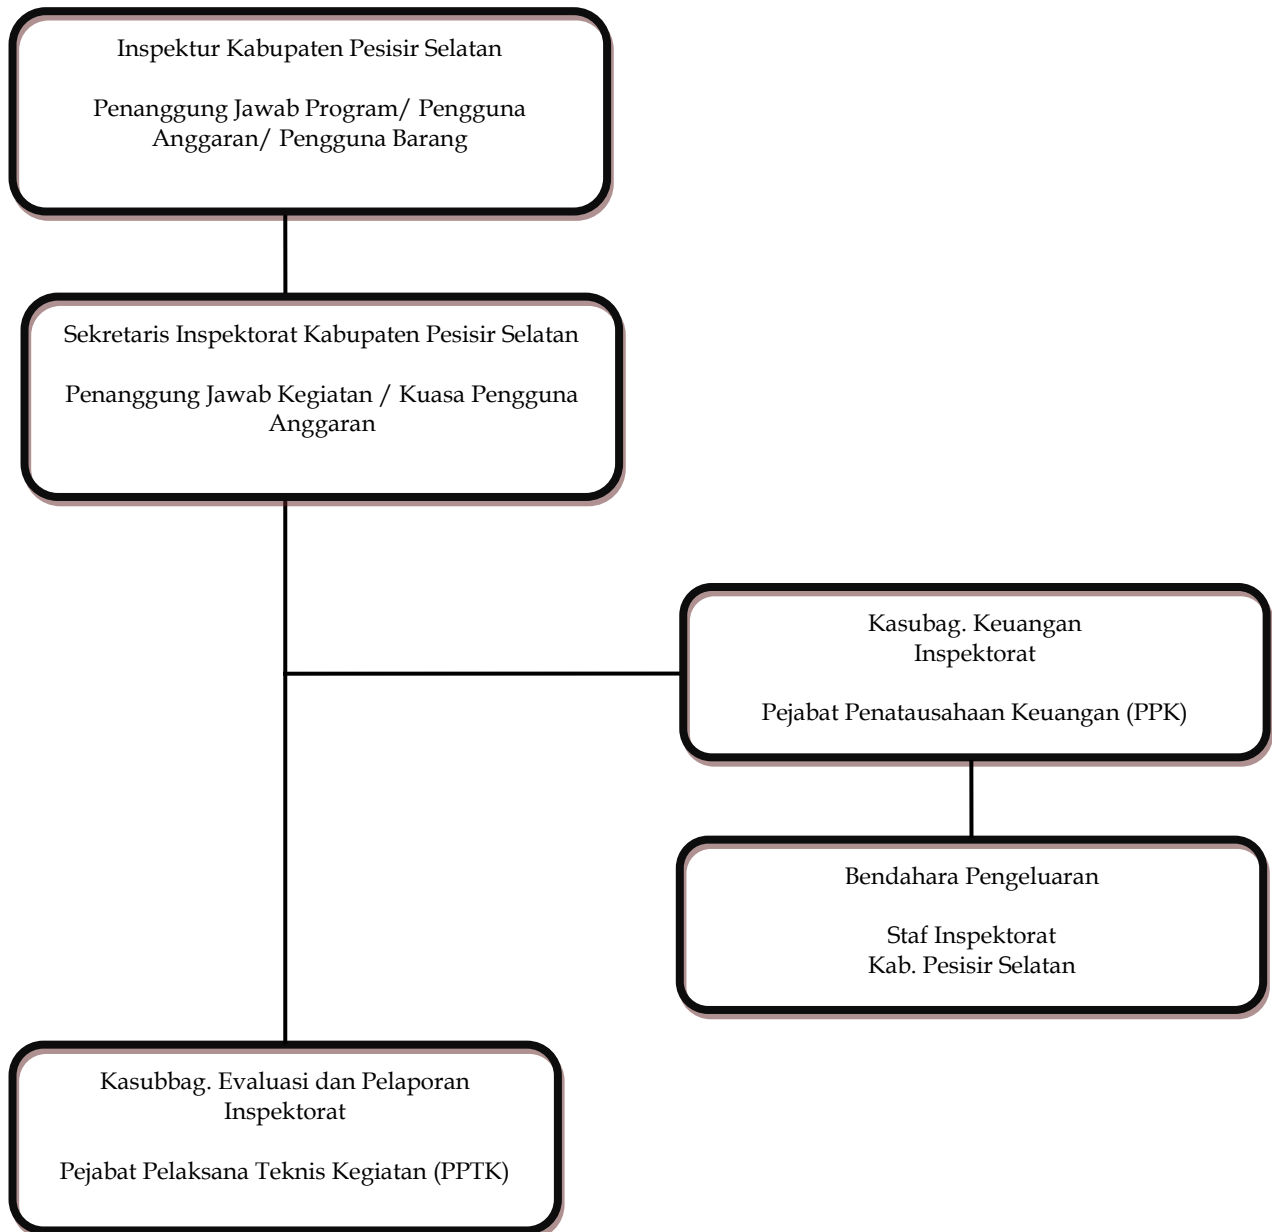 Inspektur Kabupaten Pesisir Selatan
Penanggung Jawab Program/ Pengguna
Anggaran/ Pengguna Barang
Sekretaris Inspektorat Kabupaten Pesisir Selatan
Penanggung Jawab Kegiatan / Kuasa Pengguna
Anggaran
Kasubag. Keuangan
Inspektorat
Pejabat Penatausahaan Keuangan (PPK)
Bendahara Pengeluaran
Staf Inspektorat
Kab. Pesisir Selatan
Kasubbag. Evaluasi dan Pelaporan
Inspektorat
Pejabat Pelaksana Teknis Kegiatan (PPTK)